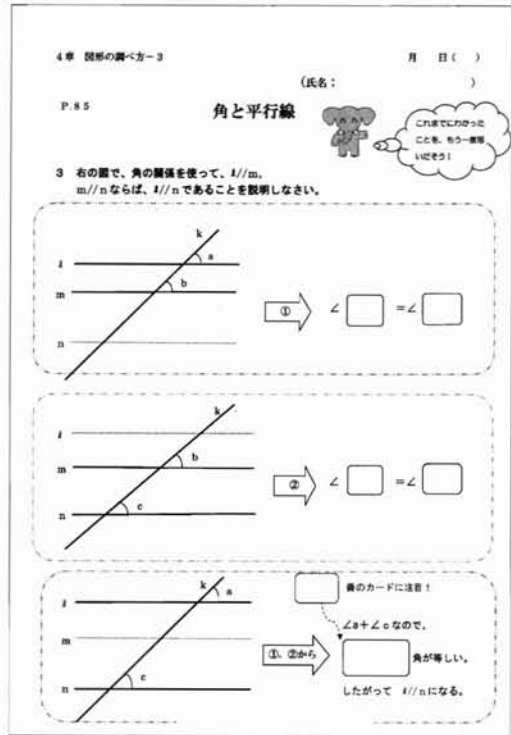 4章 図形の調べ方-3 月 日( )
(氏名: )
P.85
角と平行線
これまでにわかった
ことを、もう一度思
いだそう!
3 右の図で、角の関係を使って、ℓ//m,
m//nならば、ℓ//nであることを説明しなさい。
k
ℓ a
m b
n
① ∠ =∠
k
ℓ
m b
n c
② ∠ =∠
k
ℓ a
m
n c
番のカードに注目!
∠a+∠cなので、
①、②から
角が等しい。
したがって ℓ//nになる。